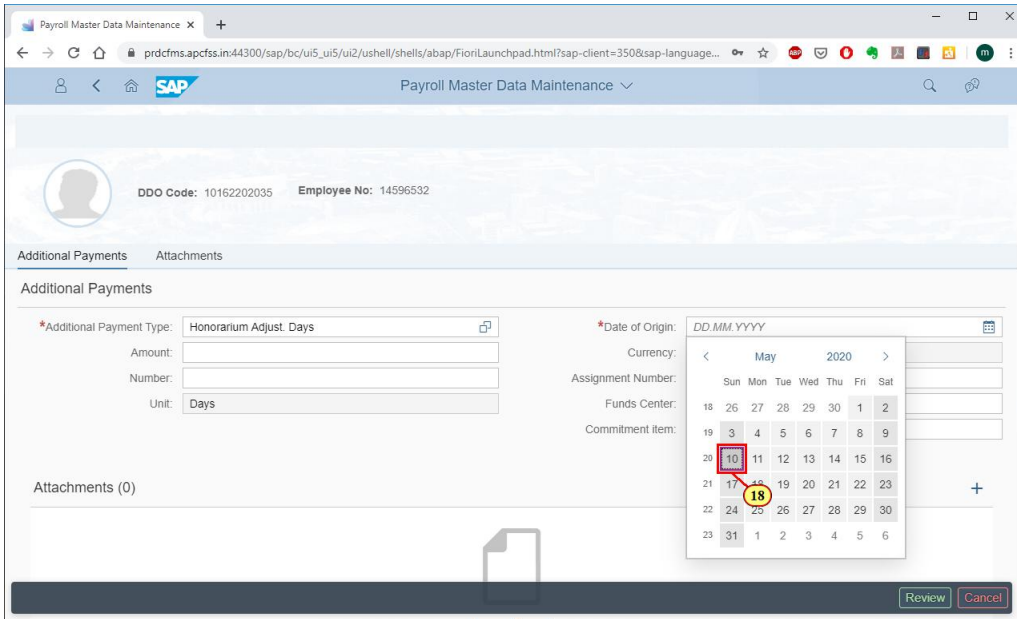 Payroll Master Data Maintenance
prdcfms.apcfss.in:44300/sap/bc/ui5_ui5/ui2/ushell/shells/abap/FioriLaunchpad.html?sap-client=350&sap-language...
ABP
m
SAP
Payroll Master Data Maintenance
DDO Code: 10162202035 Employee No: 14596532
Additional Payments Attachments
Additional Payments
*Additional Payment Type: Honorarium Adjust. Days *Date of Origin: DD.MM.YYYY
Amount: Currency:
Number: Assignment Number:
Unit: Days Funds Center:
Commitment item:
May 2020
Sun Mon Tue Wed Thu Fri Sat
18 26 27 28 29 30 1 2
19 3 4 5 6 7 8 9
20 10 11 12 13 14 15 16
21 17 18 19 20 21 22 23
22 24 25 26 27 28 29 30
23 31 1 2 3 4 5 6
18
Attachments (0)
Review Cancel